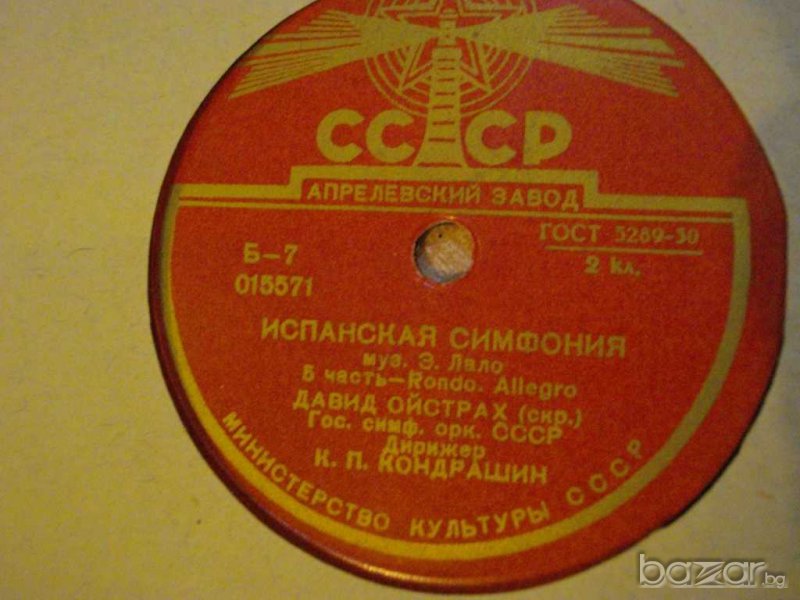 СССР
АПРЕЛЕВСКИЙ ЗАВОД
Б-7
015571
ГОСТ 5289-50
2 кл.
ИСПАНСКАЯ СИМФОНИЯ
муз. Э. Лало
5 часть-Rondo. Allegro
ДАВИД ОЙСТРАХ (скр.)
Гос. симф. орк. СССР
Дирижер
К. П. КОНДРАШИН
МИНИСТЕРСТВО КУЛЬТУРЫ СССР
bazar.bg